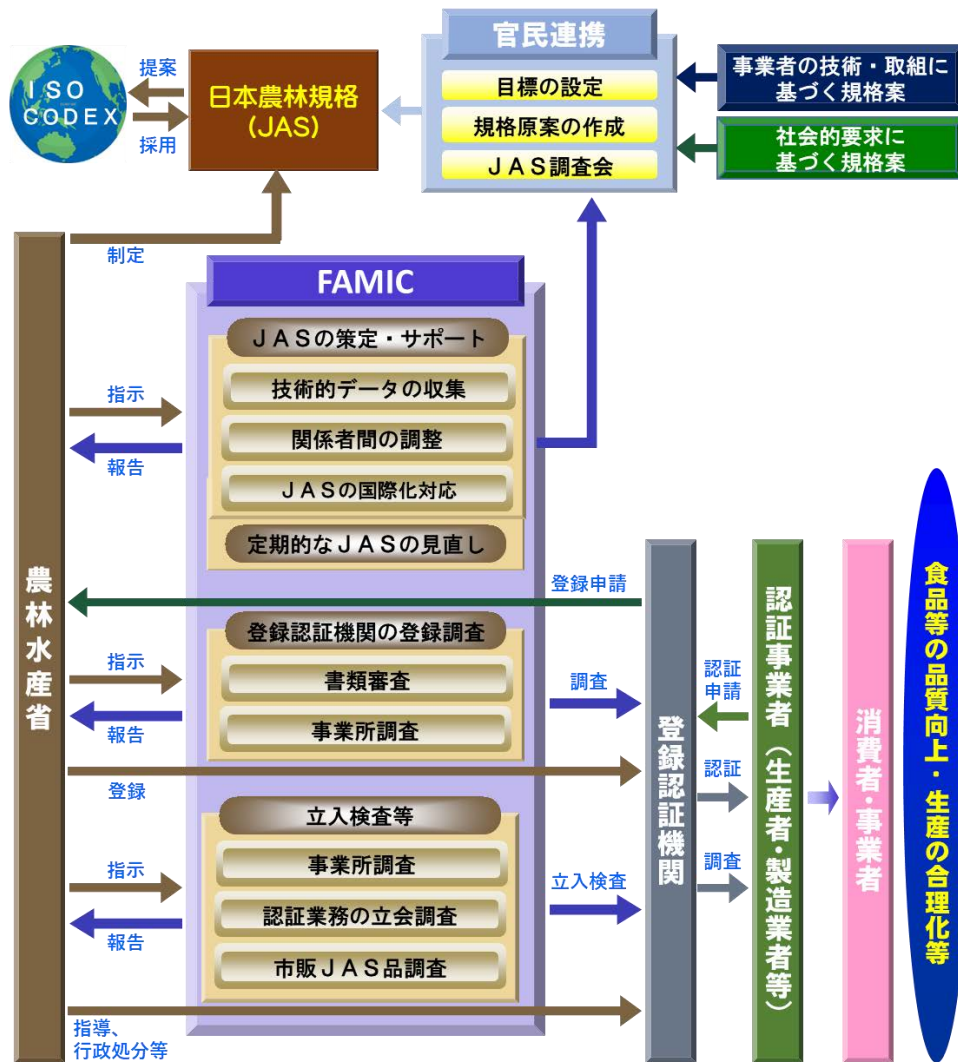 ISO
CODEX
提案
採用
日本農林規格
(JAS)
官民連携
目標の設定
規格原案の作成
JAS調査会
事業者の技術・取組に
基づく規格案
社会的要求に
基づく規格案
制定
農林水産省
FAMIC
JASの策定・サポート
技術的データの収集
関係者間の調整
JASの国際化対応
定期的なJASの見直し
指示
報告
登録申請
登録認証機関の登録調査
書類審査
事業所調査
指示
報告
調査
登録
立入検査等
事業所調査
認証業務の立会調査
市販JAS品調査
指示
報告
立入検査
指導、
行政処分等
登録認証機関
認証
申請
認証
調査
認証事業者（生産者・製造業者等）
消費者・事業者
食品等の品質向上・生産の合理化等